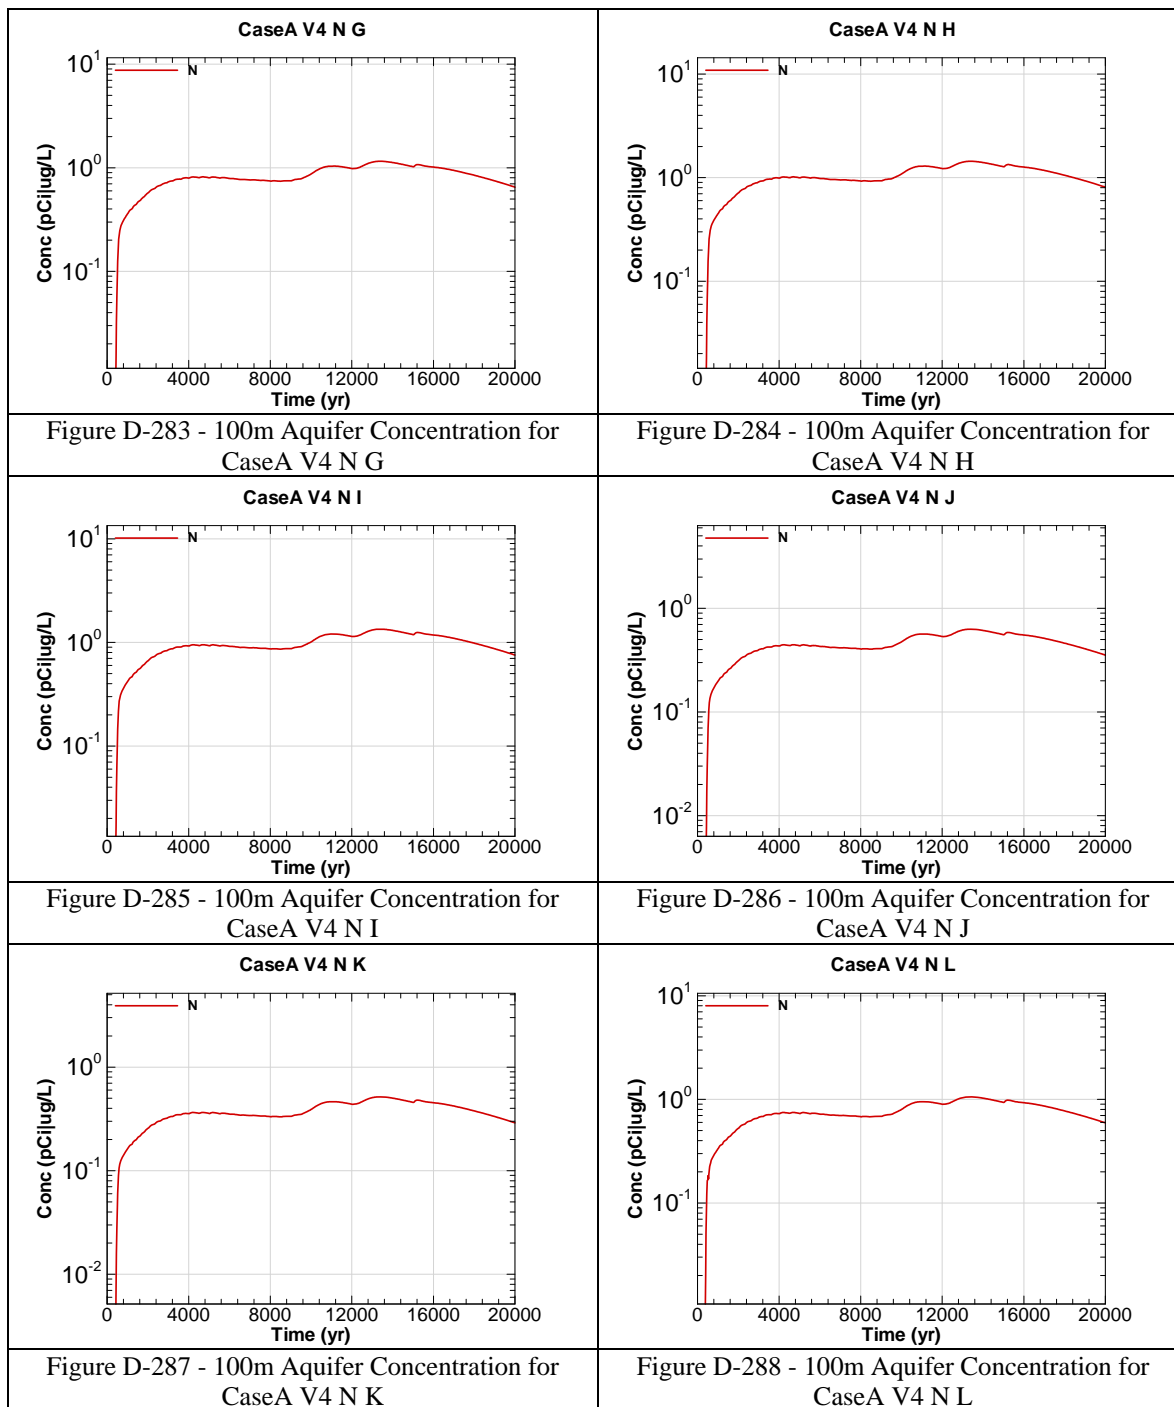 CaseA V4 N G
N
10^1
10^0
10^-1
Conc (pCi|ug/L)
0 4000 8000 12000 16000 20000
Time (yr)
Figure D-283 - 100m Aquifer Concentration for
CaseA V4 N G
CaseA V4 N H
N
10^1
10^0
10^-1
Conc (pCi|ug/L)
0 4000 8000 12000 16000 20000
Time (yr)
Figure D-284 - 100m Aquifer Concentration for
CaseA V4 N H
CaseA V4 N I
N
10^1
10^0
10^-1
Conc (pCi|ug/L)
0 4000 8000 12000 16000 20000
Time (yr)
Figure D-285 - 100m Aquifer Concentration for
CaseA V4 N I
CaseA V4 N J
N
10^0
10^-1
10^-2
Conc (pCi|ug/L)
0 4000 8000 12000 16000 20000
Time (yr)
Figure D-286 - 100m Aquifer Concentration for
CaseA V4 N J
CaseA V4 N K
N
10^0
10^-1
10^-2
Conc (pCi|ug/L)
0 4000 8000 12000 16000 20000
Time (yr)
Figure D-287 - 100m Aquifer Concentration for
CaseA V4 N K
CaseA V4 N L
N
10^1
10^0
10^-1
Conc (pCi|ug/L)
0 4000 8000 12000 16000 20000
Time (yr)
Figure D-288 - 100m Aquifer Concentration for
CaseA V4 N L